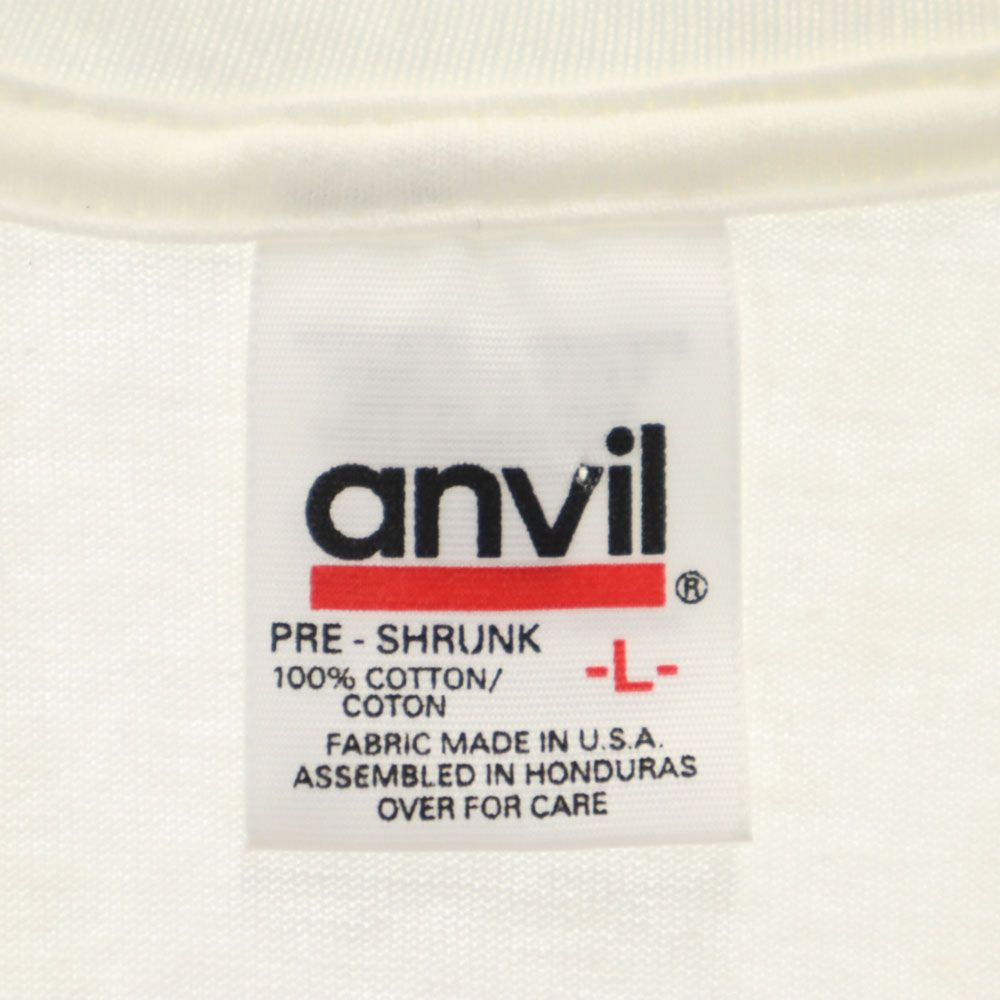 anvil
®
PRE - SHRUNK
-L-
100% COTTON/
COTON
FABRIC MADE IN U.S.A.
ASSEMBLED IN HONDURAS
OVER FOR CARE